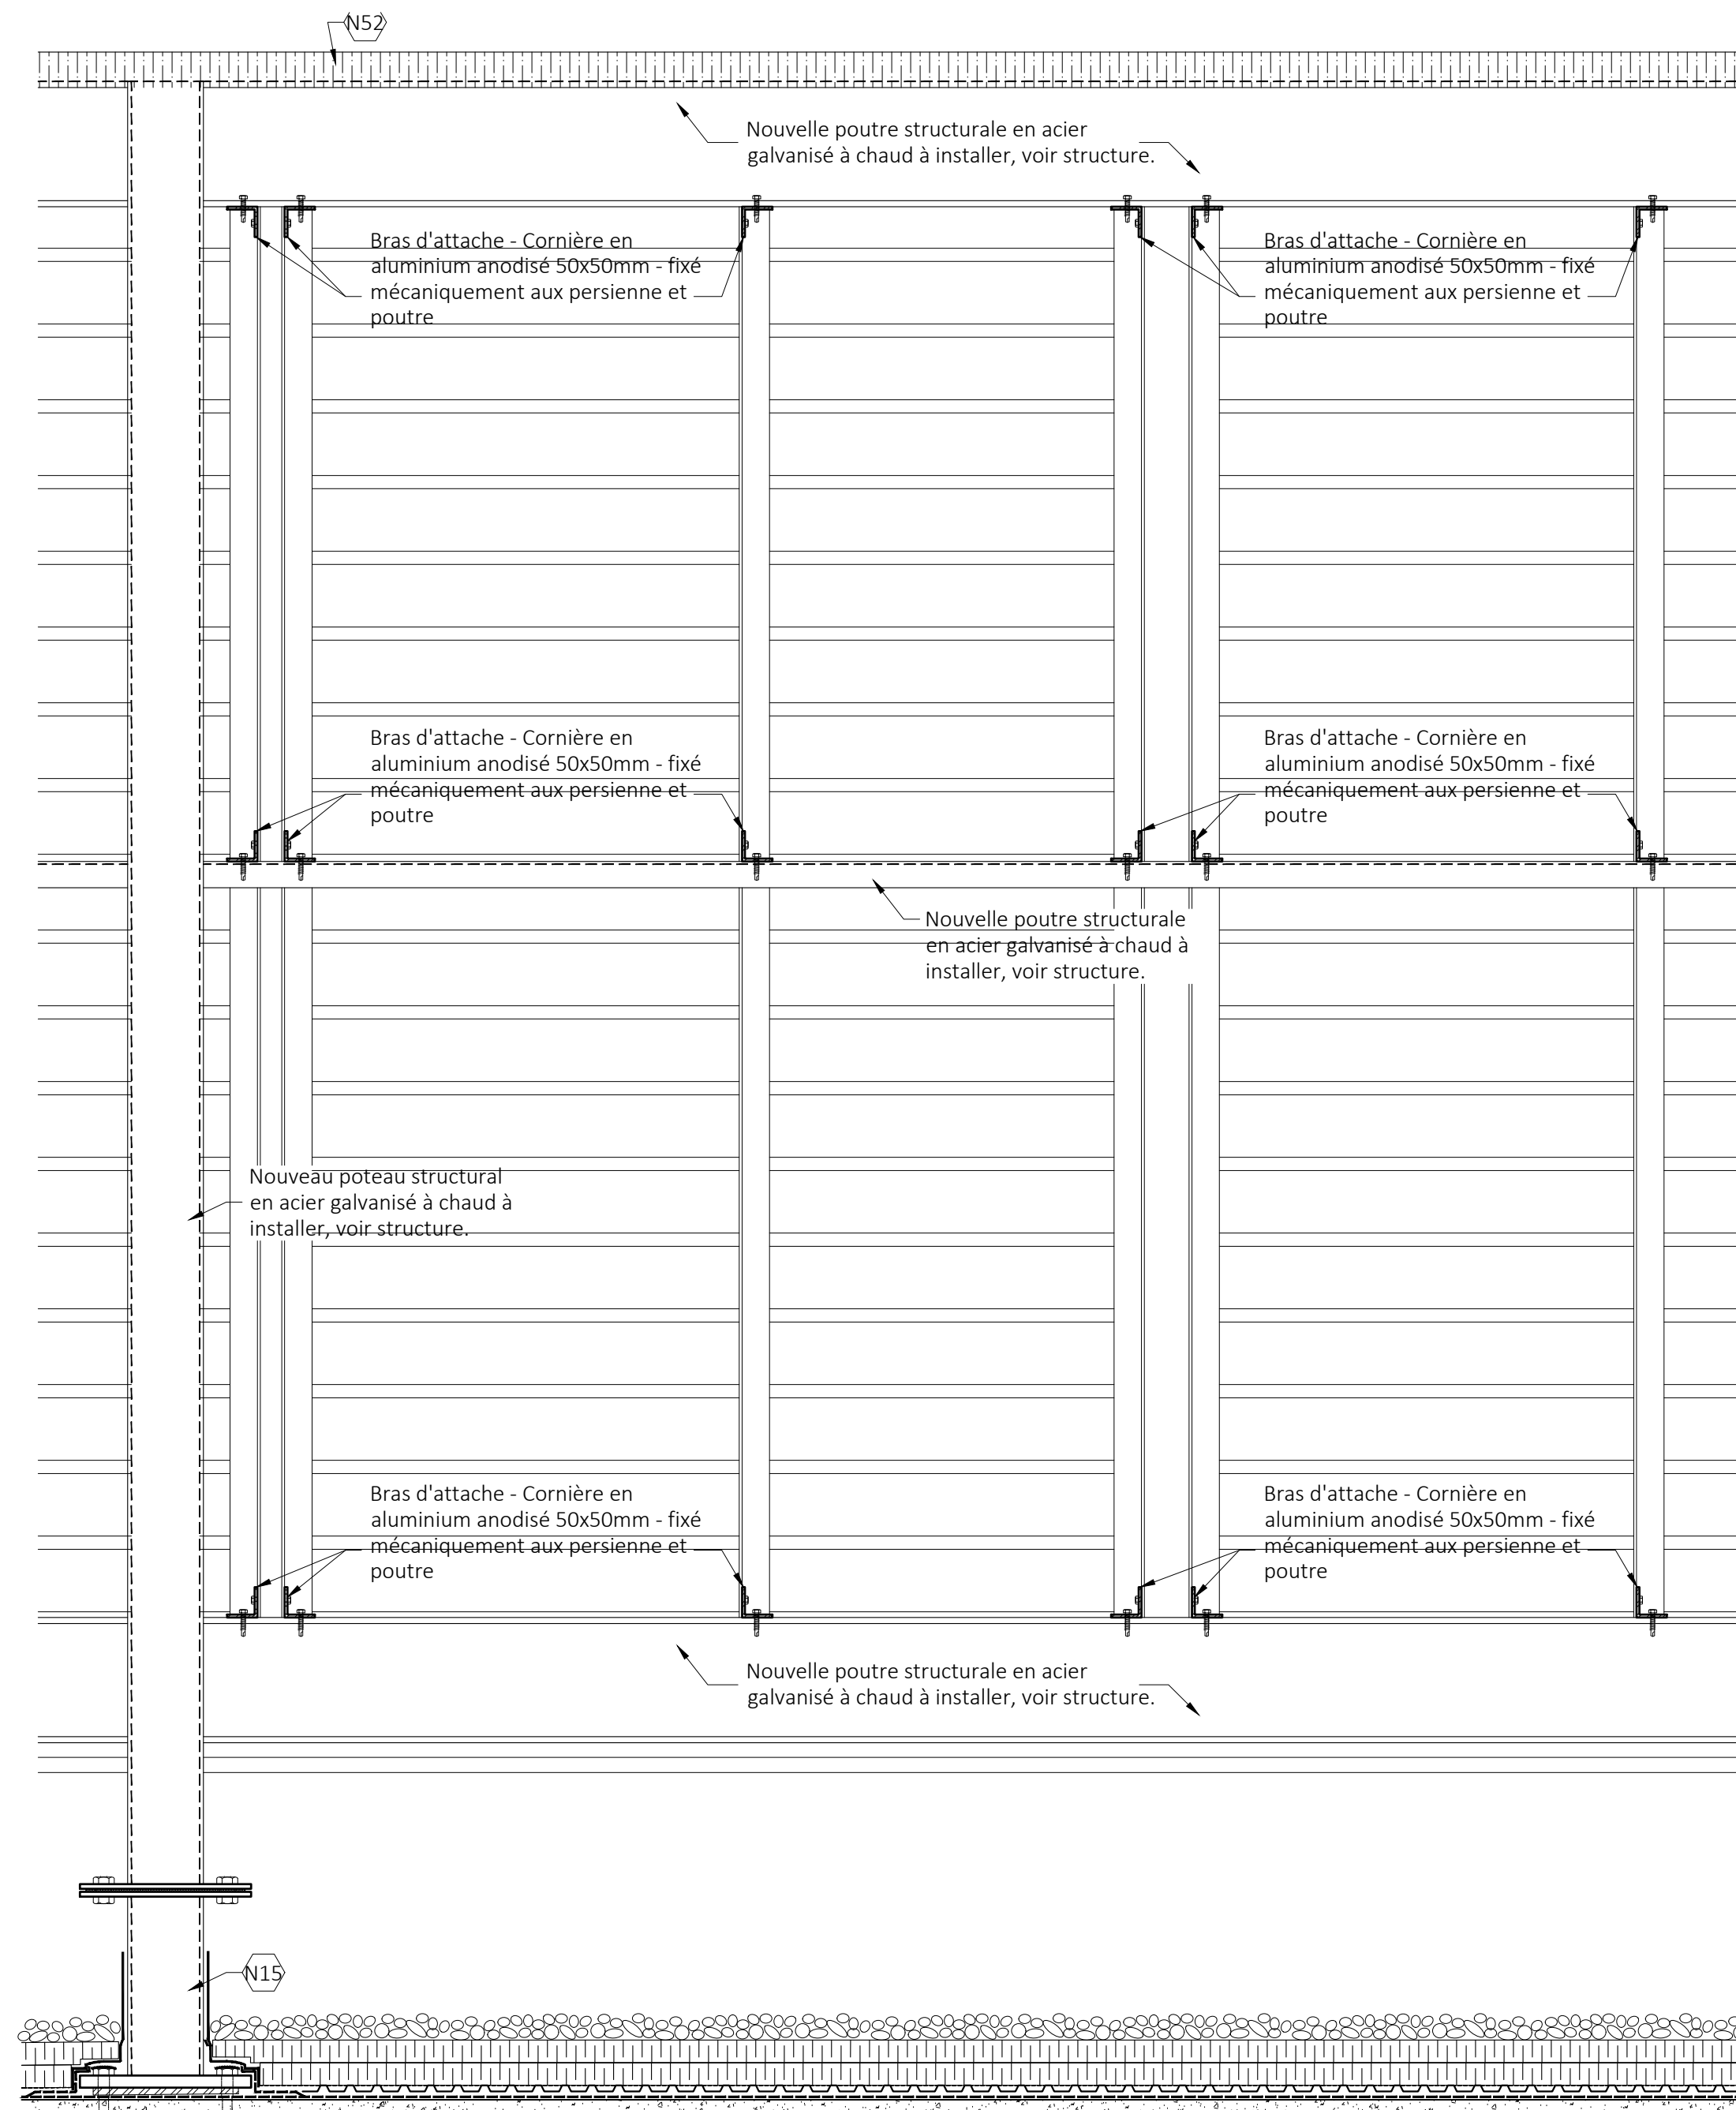 N52
Nouvelle poutre structurale en acier
galvanisé à chaud à installer, voir structure.
Bras d'attache - Cornière en
aluminium anodisé 50x50mm - fixé
mécaniquement aux persienne et
poutre
Bras d'attache - Cornière en
aluminium anodisé 50x50mm - fixé
mécaniquement aux persienne et
poutre
Bras d'attache - Cornière en
aluminium anodisé 50x50mm - fixé
mécaniquement aux persienne et
poutre
Bras d'attache - Cornière en
aluminium anodisé 50x50mm - fixé
mécaniquement aux persienne et
poutre
Nouvelle poutre structurale
en acier galvanisé à chaud à
installer, voir structure.
Nouveau poteau structural
en acier galvanisé à chaud à
installer, voir structure.
Bras d'attache - Cornière en
aluminium anodisé 50x50mm - fixé
mécaniquement aux persienne et
poutre
Bras d'attache - Cornière en
aluminium anodisé 50x50mm - fixé
mécaniquement aux persienne et
poutre
Nouvelle poutre structurale en acier
galvanisé à chaud à installer, voir structure.
N15